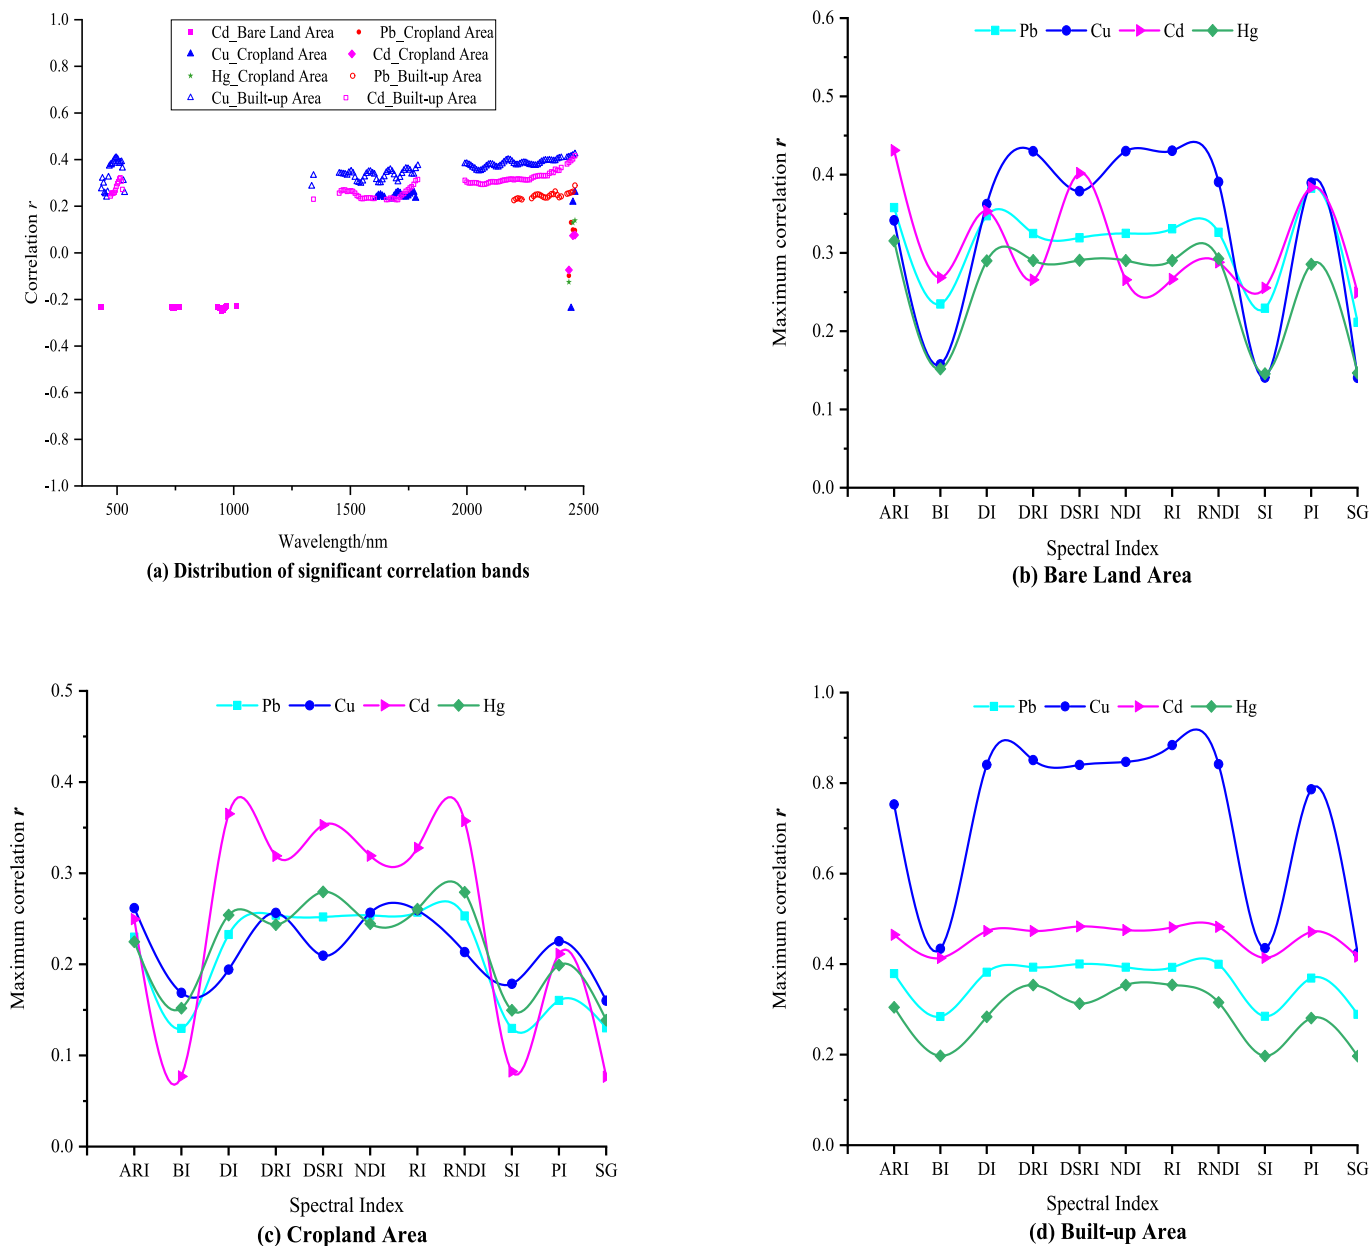 1.0
0.8
0.6
0.4
0.2
0.0
-0.2
-0.4
-0.6
-0.8
-1.0
Correlation r
Cd_Bare Land Area Pb_Cropland Area
Cu_Cropland Area Cd_Cropland Area
Hg_Cropland Area Pb_Built-up Area
Cu_Built-up Area Cd_Built-up Area
500 1000 1500 2000 2500
Wavelength/nm
(a) Distribution of significant correlation bands
0.6
0.5
0.4
0.3
0.2
0.1
0.0
Maximum correlation r
Pb Cu Cd Hg
ARI BI DI DRI DSRI NDI RI RNDI SI PI SG
Spectral Index
(b) Bare Land Area
0.5
0.4
0.3
0.2
0.1
0.0
Maximum correlation r
Pb Cu Cd Hg
ARI BI DI DRI DSRI NDI RI RNDI SI PI SG
Spectral Index
(c) Cropland Area
1.0
0.8
0.6
0.4
0.2
0.0
Maximum correlation r
Pb Cu Cd Hg
ARI BI DI DRI DSRI NDI RI RNDI SI PI SG
Spectral Index
(d) Built-up Area